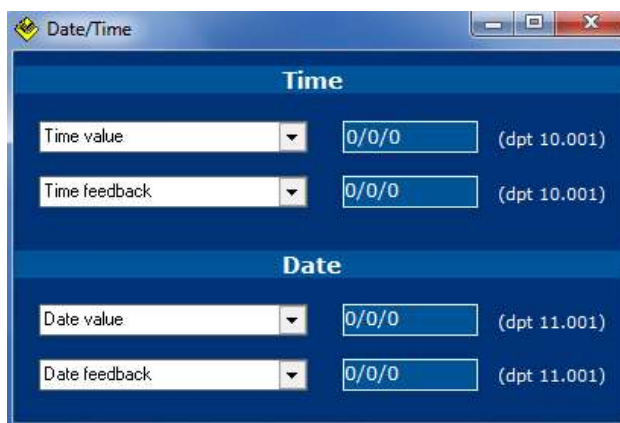 Date/Time
Time
Time value 0/0/0 (dpt 10.001)
Time feedback 0/0/0 (dpt 10.001)
Date
Date value 0/0/0 (dpt 11.001)
Date feedback 0/0/0 (dpt 11.001)